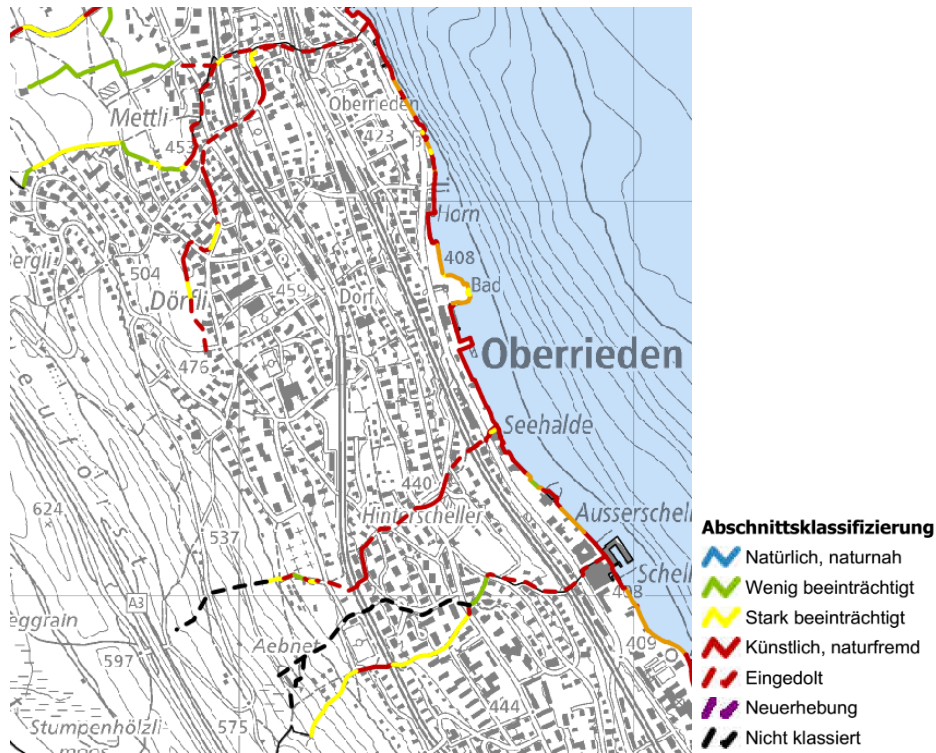 Oberrieden
Mettli
423
453
Horn
408
504
459
Bad
Dörfli
Dorf
476
Oberrieden
Seehalde
440
624
Hinterscheller
537
A3
Aebnet
597
409
444
Stumpenhölzli
575
Abschnittsklassifizierung
Natürlich, naturnah
Wenig beeinträchtigt
Stark beeinträchtigt
Künstlich, naturfremd
Eingedolt
Neuerhebung
Nicht klassiert